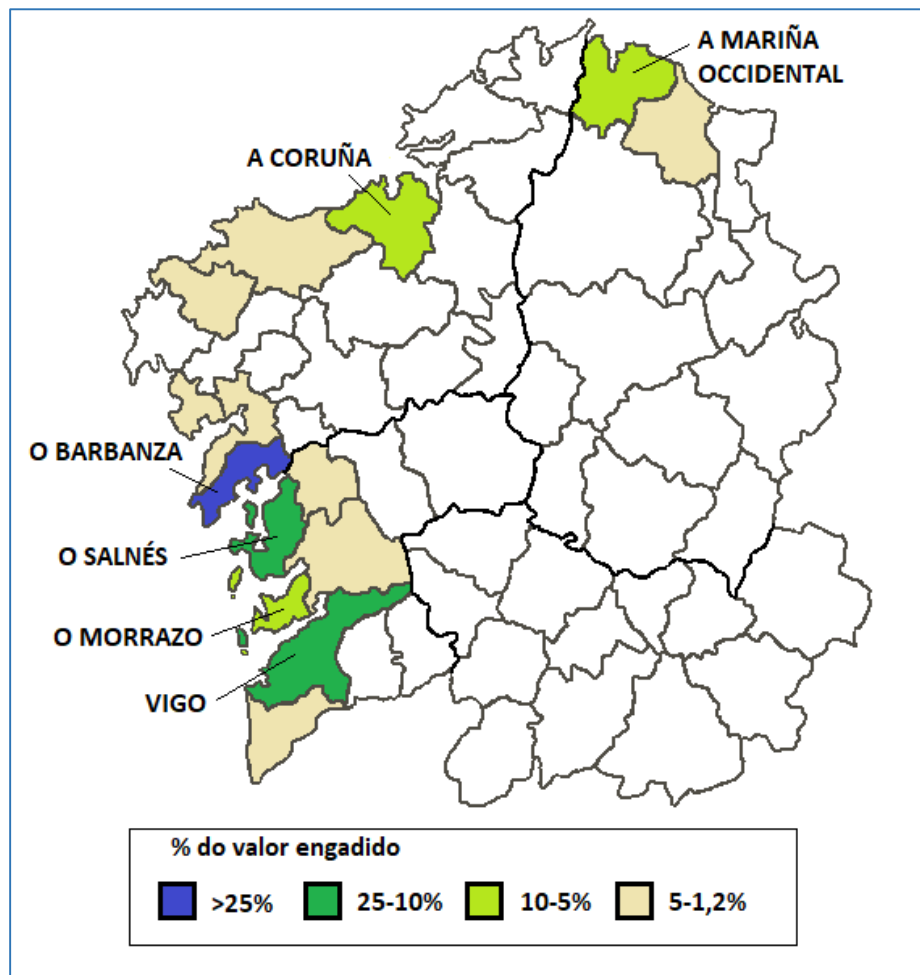 A MARIÑA
OCCIDENTAL
A CORUÑA
O BARBANZA
O SALNÉS
O MORRAZO
VIGO
% do valor engadido
>25%
25-10%
10-5%
5-1,2%